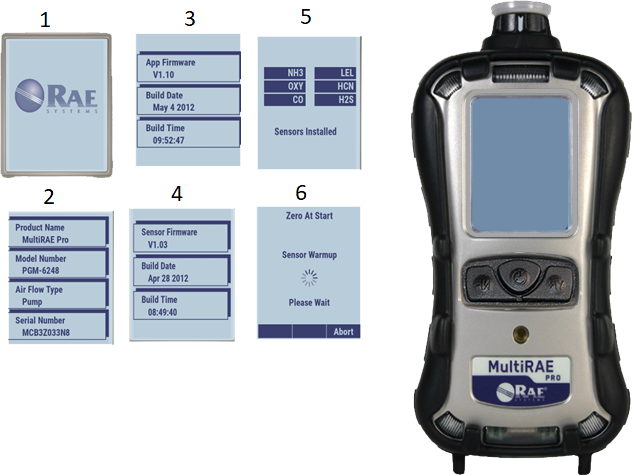 1
RAE
SYSTEMS
2
Product Name
MultiRAE Pro
Model Number
PGM-6248
Air Flow Type
Pump
Serial Number
MCB3Z033N8
3
App Firmware
V1.10
Build Date
May 4 2012
Build Time
09:52:47
4
Sensor Firmware
V1.03
Build Date
Apr 28 2012
Build Time
08:49:40
5
NH3 LEL
OXY HCN
CO H2S
Sensors Installed
6
Zero At Start
Sensor Warmup
Please Wait
Abort
MultiRAE
PRO
RAE
SYSTEMS